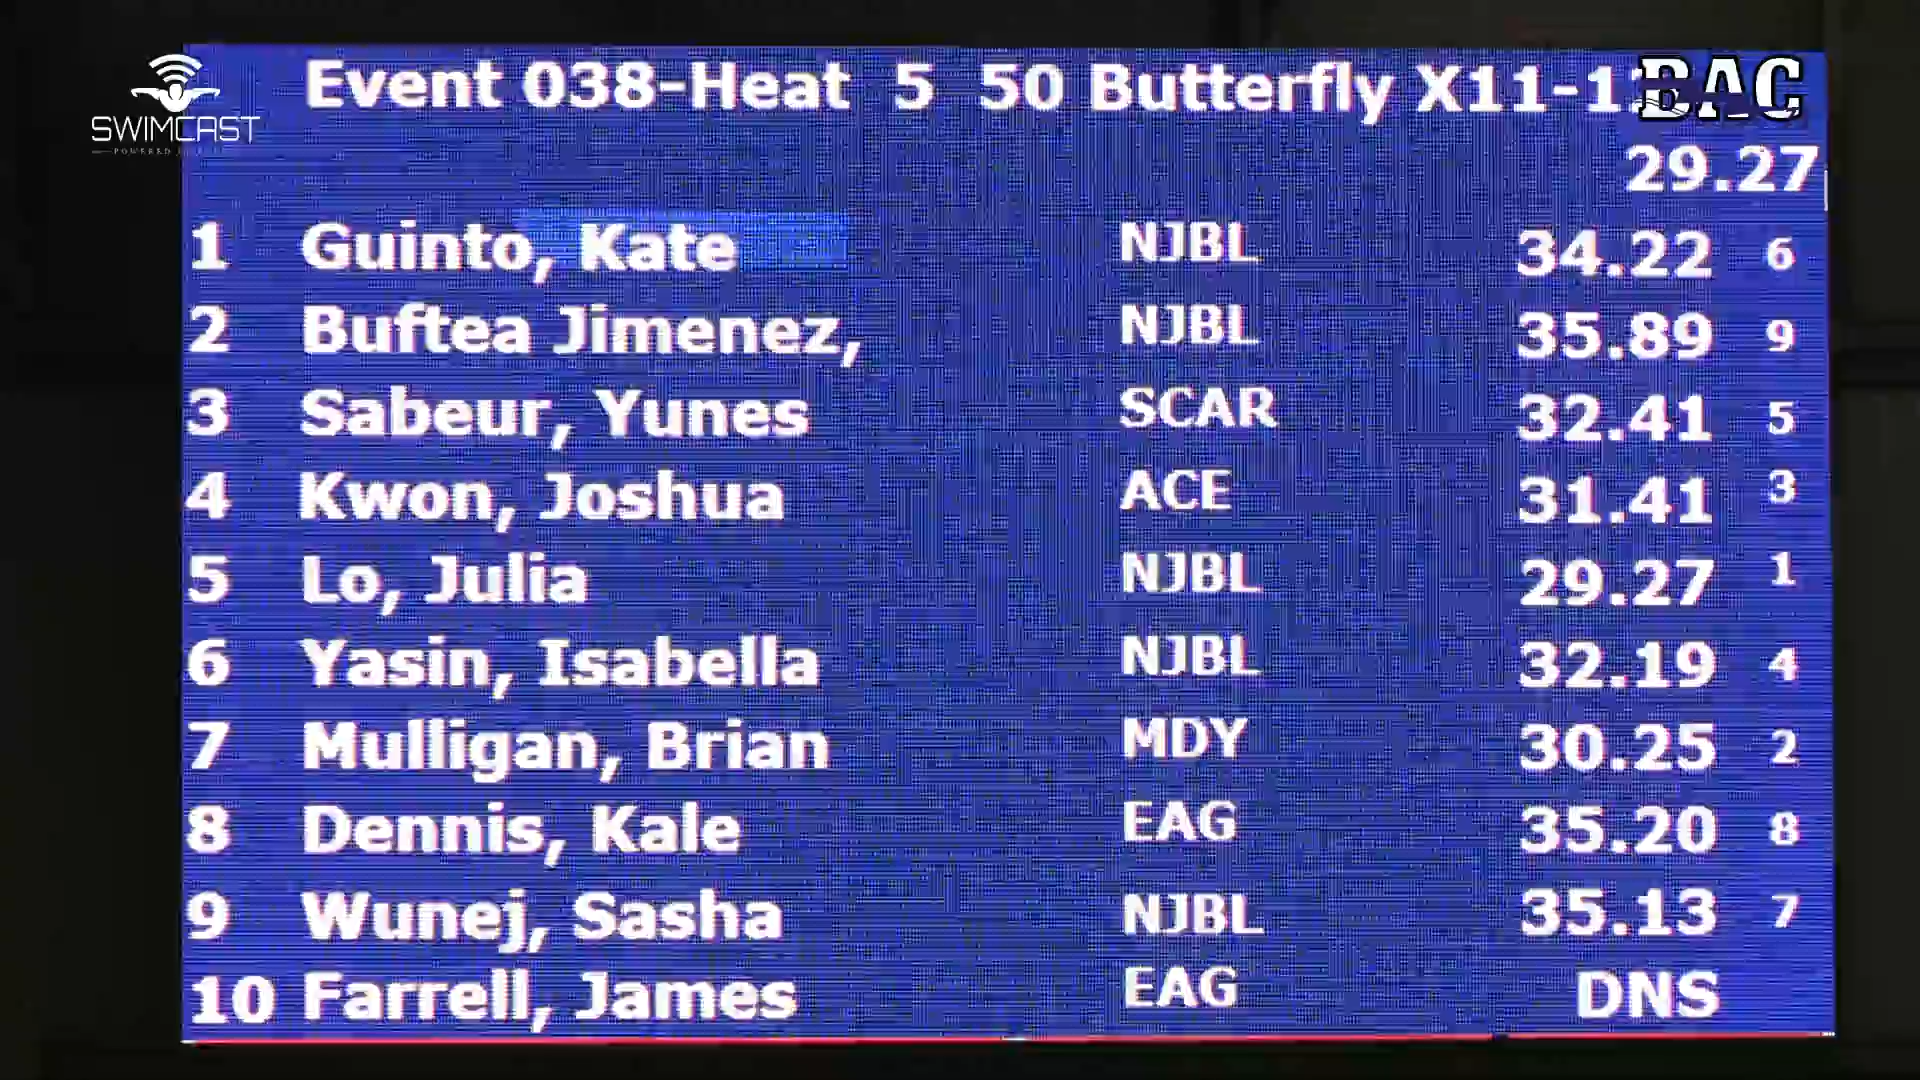 SWIMCAST
Event 038-Heat 5 50 Butterfly X11-1
BAC
29.27
1 Guinto, Kate NJBL 34.22 6
2 Buftea Jimenez, NJBL 35.89 9
3 Sabeur, Yunes SCAR 32.41 5
4 Kwon, Joshua ACE 31.41 3
5 Lo, Julia NJBL 29.27 1
6 Yasin, Isabella NJBL 32.19 4
7 Mulligan, Brian MDY 30.25 2
8 Dennis, Kale EAG 35.20 8
9 Wunej, Sasha NJBL 35.13 7
10 Farrell, James EAG DNS